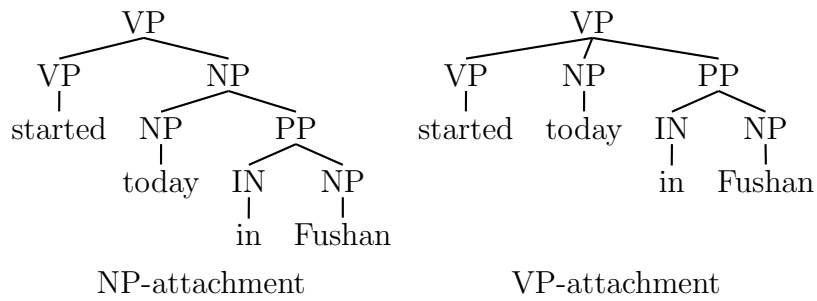 VP VP
VP NP VP NP PP
started NP PP started today IN NP
today IN NP in Fushan
in Fushan
NP-attachment VP-attachment